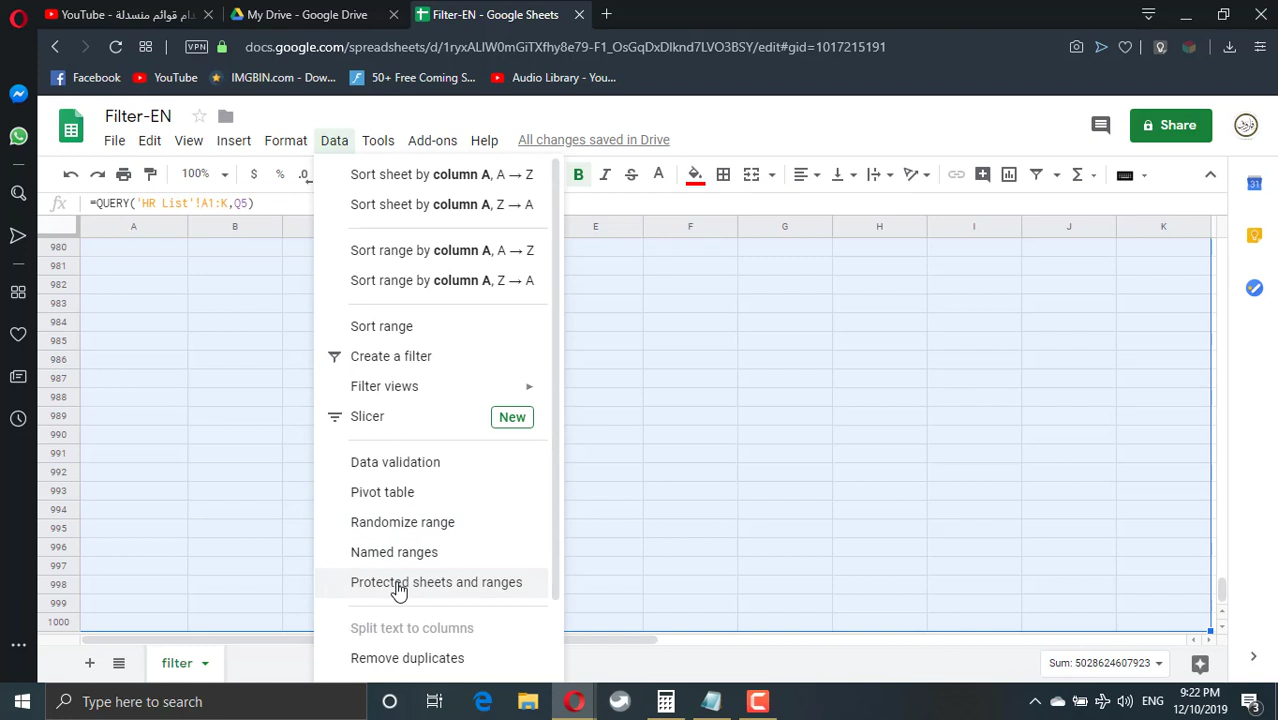 YouTube - دام قوائم منسدلة
My Drive - Google Drive
Filter-EN - Google Sheets
VPN
docs.google.com/spreadsheets/d/1ryxALIW0mGiTXfhy8e79-F1_OsGqDxDlknd7LVO3BSY/edit#gid=1017215191
Facebook
YouTube
IMGBIN.com - Dow...
50+ Free Coming S...
Audio Library - You...
Filter-EN
File Edit View Insert Format Data Tools Add-ons Help All changes saved in Drive
Share
100% $ % .0
=QUERY('HR List'!A1:K,Q5)
A B E F G H I J K
Sort sheet by column A, A → Z
Sort sheet by column A, Z → A
Sort range by column A, A → Z
Sort range by column A, Z → A
Sort range
Create a filter
Filter views
Slicer New
Data validation
Pivot table
Randomize range
Named ranges
Protected sheets and ranges
Split text to columns
Remove duplicates
980
981
982
983
984
985
986
987
988
989
990
991
992
993
994
995
996
997
998
999
1000
filter
Sum: 5028624607923
Type here to search
ENG
9:22 PM
12/10/2019
3